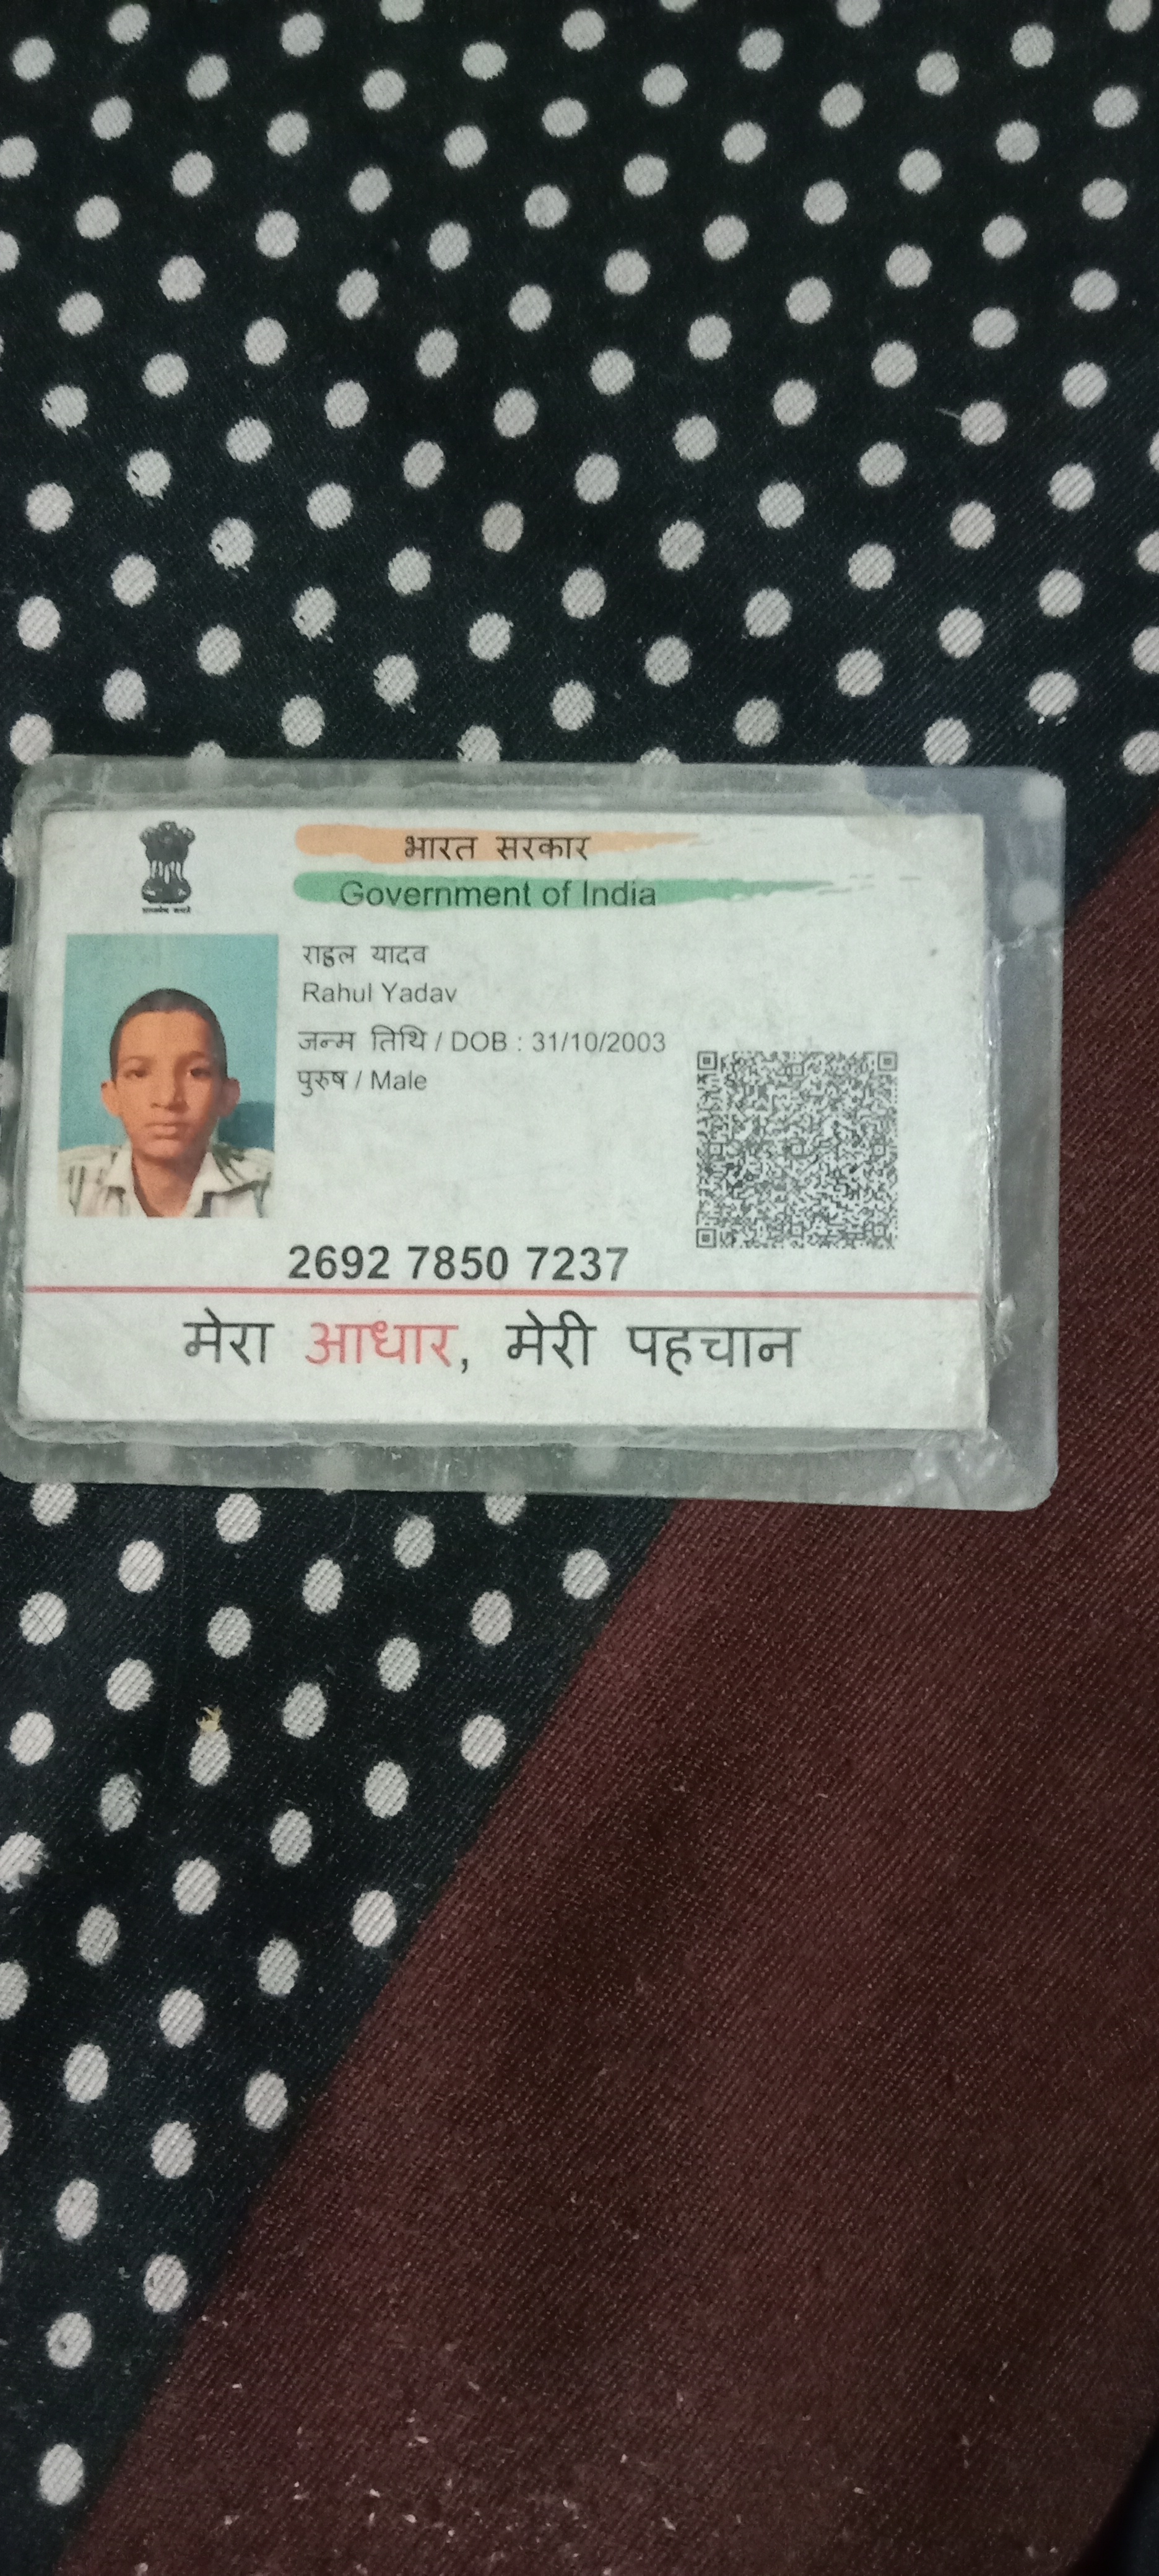 भारत सरकार
Government of India
राहुल यादव
Rahul Yadav
जन्म तिथि / DOB : 31/10/2003
पुरुष / Male
2692 7850 7237
मेरा आधार, मेरी पहचान